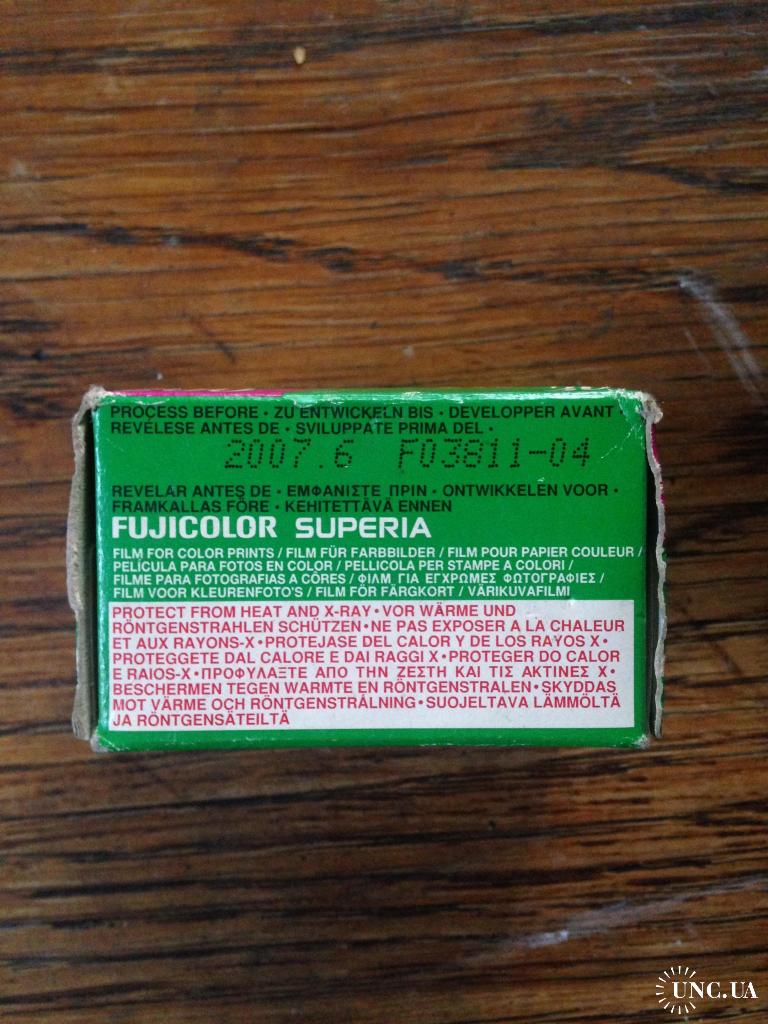 PROCESS BEFORE • ZU ENTWICKELN BIS • DEVELOPPER AVANT
REVÉLESE ANTES DE • SVILUPPATE PRIMA DEL •
2007.6 F03811-04
REVELAR ANTES DE • ΕΜΦΑΝΙΣΤΕ ΠΡΙΝ • ONTWIKKELEN VOOR •
FRAMKALLAS FÖRE • KEHITETTÄVÄ ENNEN
FUJICOLOR SUPERIA
FILM FOR COLOR PRINTS / FILM FÜR FARBBILDER / FILM POUR PAPIER COULEUR /
PELÍCULA PARA FOTOS EN COLOR / PELLICOLA PER STAMPE A COLORI /
FILME PARA FOTOGRAFIAS A CÔRES / ΦΙΛΜ ΓΙΑ ΕΓΧΡΩΜΕΣ ΦΩΤΟΓΡΑΦΙΕΣ /
FILM VOOR KLEURENFOTO'S / FILM FÖR FÄRGKORT / VÄRIKUVAFILMI
PROTECT FROM HEAT AND X-RAY • VOR WÄRME UND
RÖNTGENSTRAHLEN SCHÜTZEN • NE PAS EXPOSER A LA CHALEUR
ET AUX RAYONS-X • PROTEJASE DEL CALOR Y DE LOS RAYOS X •
PROTEGGETE DAL CALORE E DAI RAGGI X • PROTEGER DO CALOR
E RAIOS-X • ΠΡΟΦΥΛΑΞΤΕ ΑΠΟ ΤΗΝ ΖΕΣΤΗ ΚΑΙ ΤΙΣ ΑΚΤΙΝΕΣ Χ •
BESCHERMEN TEGEN WARMTE EN RÖNTGENSTRALEN • SKYDDAS
MOT VÄRME OCH RÖNTGENSTRÅLNING • SUOJELTAVA LÄMMÖLTÄ
JA RÖNTGENSÄTEILTÄ
UNC.UA